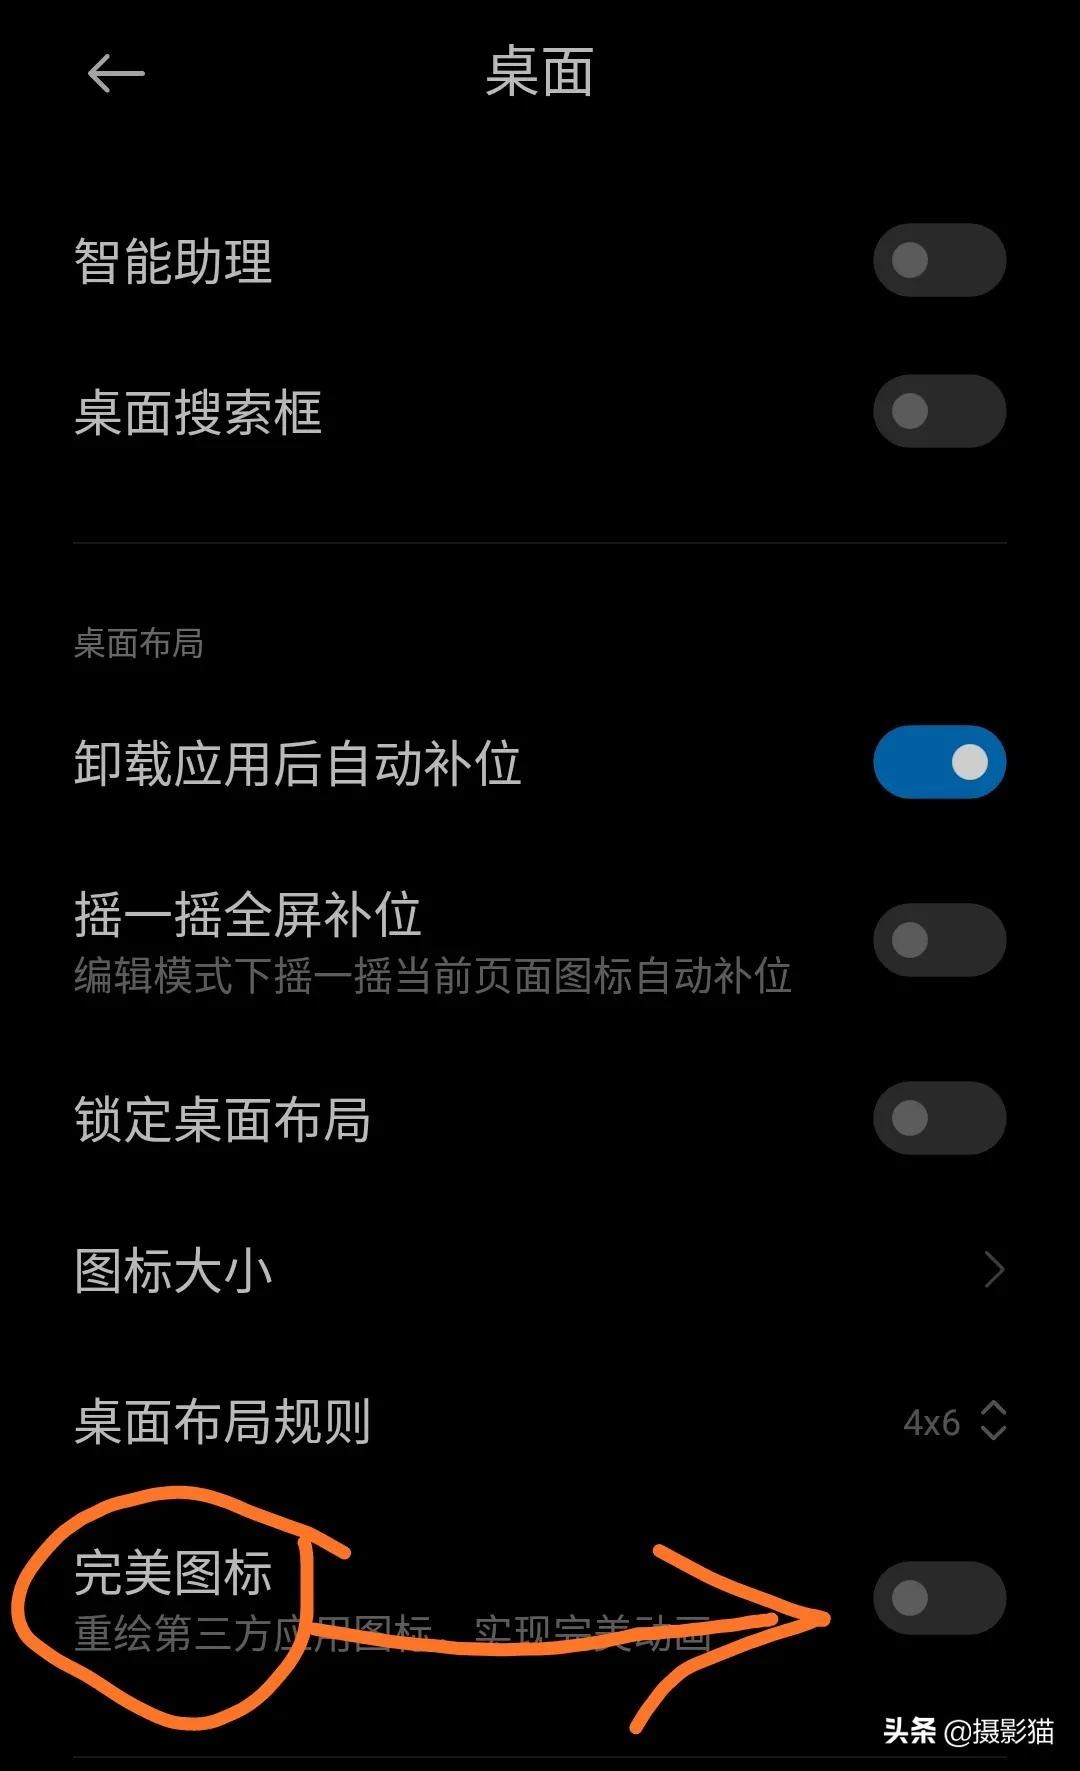 桌面
智能助理
桌面搜索框
桌面布局
卸载应用后自动补位
摇一摇全屏补位
编辑模式下摇一摇当前页面图标自动补位
锁定桌面布局
图标大小
桌面布局规则
4x6
完美图标
重绘第三方应用图标，实现完美动画
头条 @摄影猫